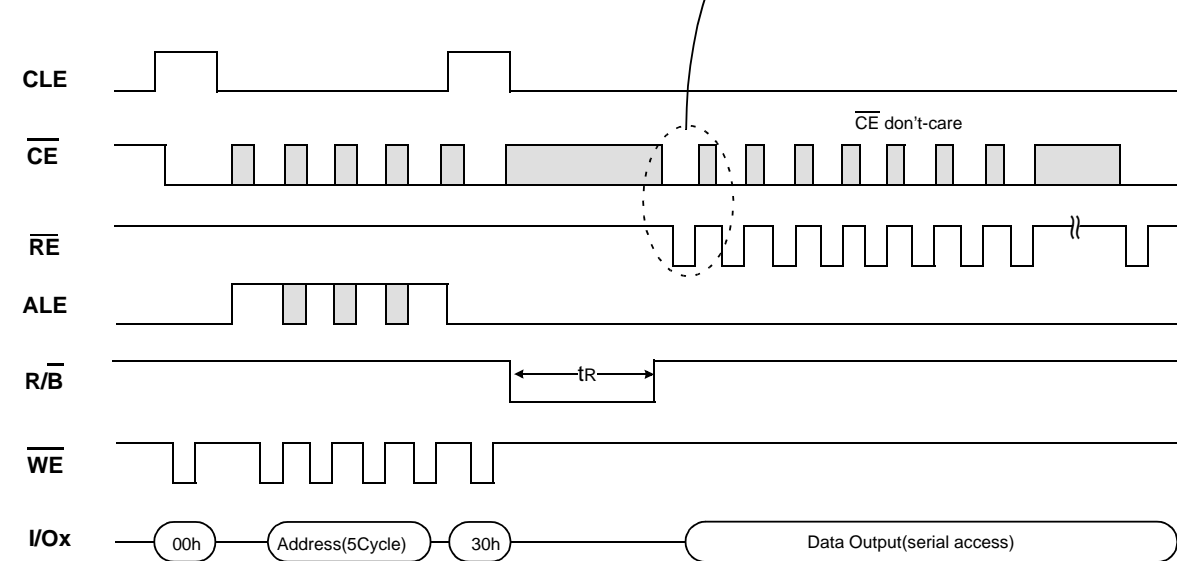 CLE
CE don't-care
CE
RE
ALE
R/B
tR
WE
I/Ox
00h
Address(5Cycle)
30h
Data Output(serial access)